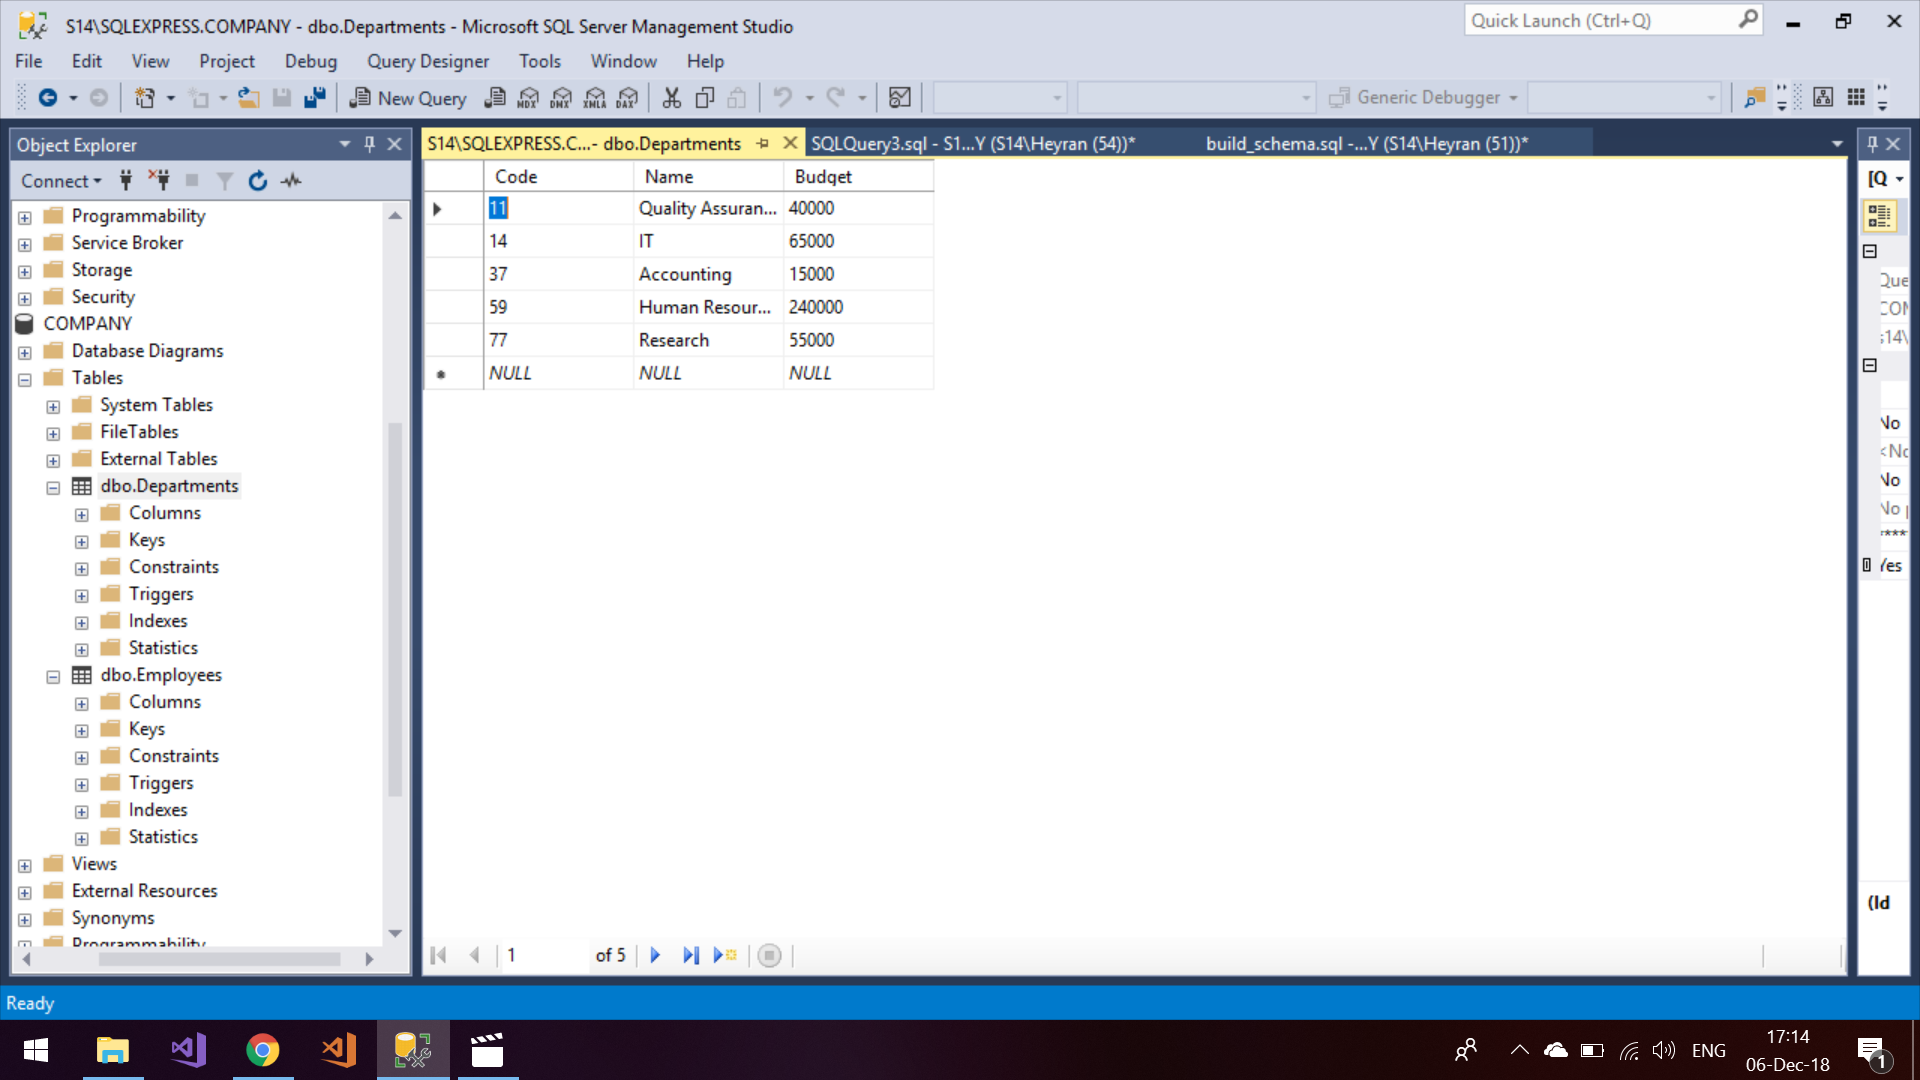 S14\SQLEXPRESS.COMPANY - dbo.Departments - Microsoft SQL Server Management Studio
Quick Launch (Ctrl+Q)
File Edit View Project Debug Query Designer Tools Window Help
New Query MDX DMX XMLA DAX Generic Debugger
Object Explorer
S14\SQLEXPRESS.C...- dbo.Departments SQLQuery3.sql - S1...Y (S14\Heyran (54))* build_schema.sql -...Y (S14\Heyran (51))*
Connect
Programmability
Service Broker
Storage
Security
COMPANY
Database Diagrams
Tables
System Tables
FileTables
External Tables
dbo.Departments
Columns
Keys
Constraints
Triggers
Indexes
Statistics
dbo.Employees
Columns
Keys
Constraints
Triggers
Indexes
Statistics
Views
External Resources
Synonyms
Programmability
Code Name Budget
11 Quality Assuran... 40000
14 IT 65000
37 Accounting 15000
59 Human Resour... 240000
77 Research 55000
NULL NULL NULL
1 of 5
[Q
Que
COM
s14\
No
<No
No
No p
****
Yes
(Id
Ready
ENG
17:14
06-Dec-18
1